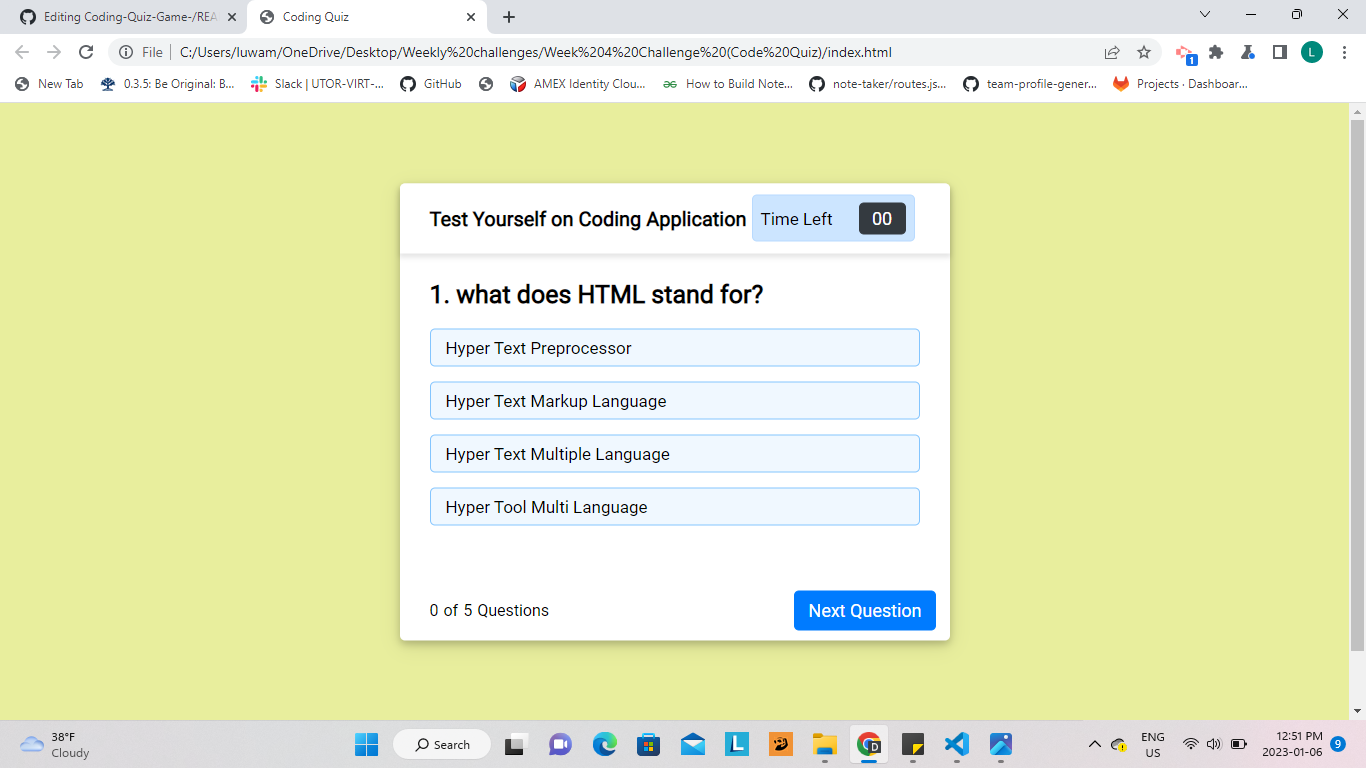 Editing Coding-Quiz-Game-/REA
Coding Quiz
File
C:/Users/luwam/OneDrive/Desktop/Weekly%20challenges/Week%204%20Challenge%20(Code%20Quiz)/index.html
L
1
New Tab
0.3.5: Be Original: B...
Slack | UTOR-VIRT-...
GitHub
AMEX Identity Clou...
How to Build Note...
note-taker/routes.js...
team-profile-gener...
Projects · Dashboar...
Test Yourself on Coding Application
Time Left
00
1. what does HTML stand for?
Hyper Text Preprocessor
Hyper Text Markup Language
Hyper Text Multiple Language
Hyper Tool Multi Language
0 of 5 Questions
Next Question
38°F
Cloudy
Search
L
D
ENG
US
12:51 PM
2023-01-06
9